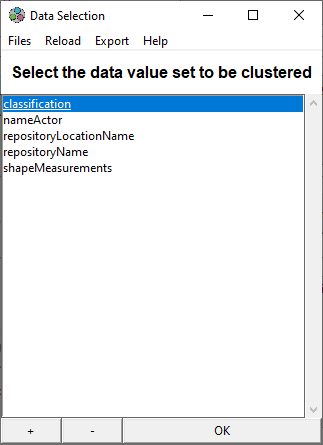 Data Selection
Files Reload Export Help
Select the data value set to be clustered
classification
nameActor
repositoryLocationName
repositoryName
shapeMeasurements
+ - OK